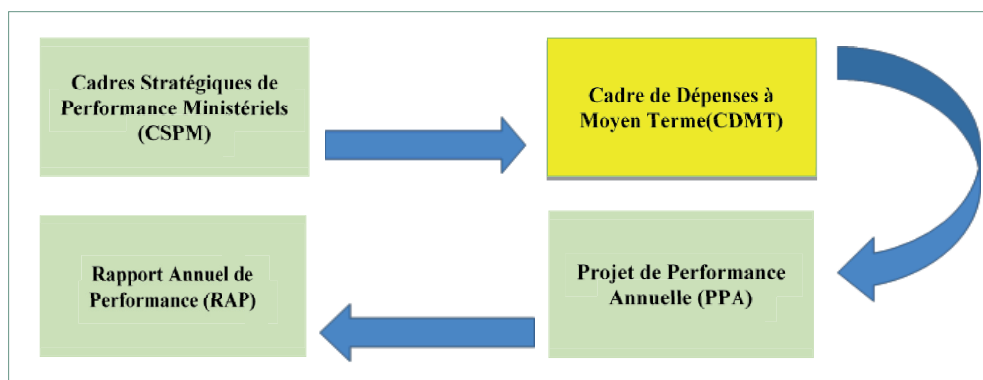 Cadres Stratégiques de
Performance Ministériels
(CSPM)
Cadre de Dépenses à
Moyen Terme(CDMT)
Rapport Annuel de
Performance (RAP)
Projet de Performance
Annuelle (PPA)